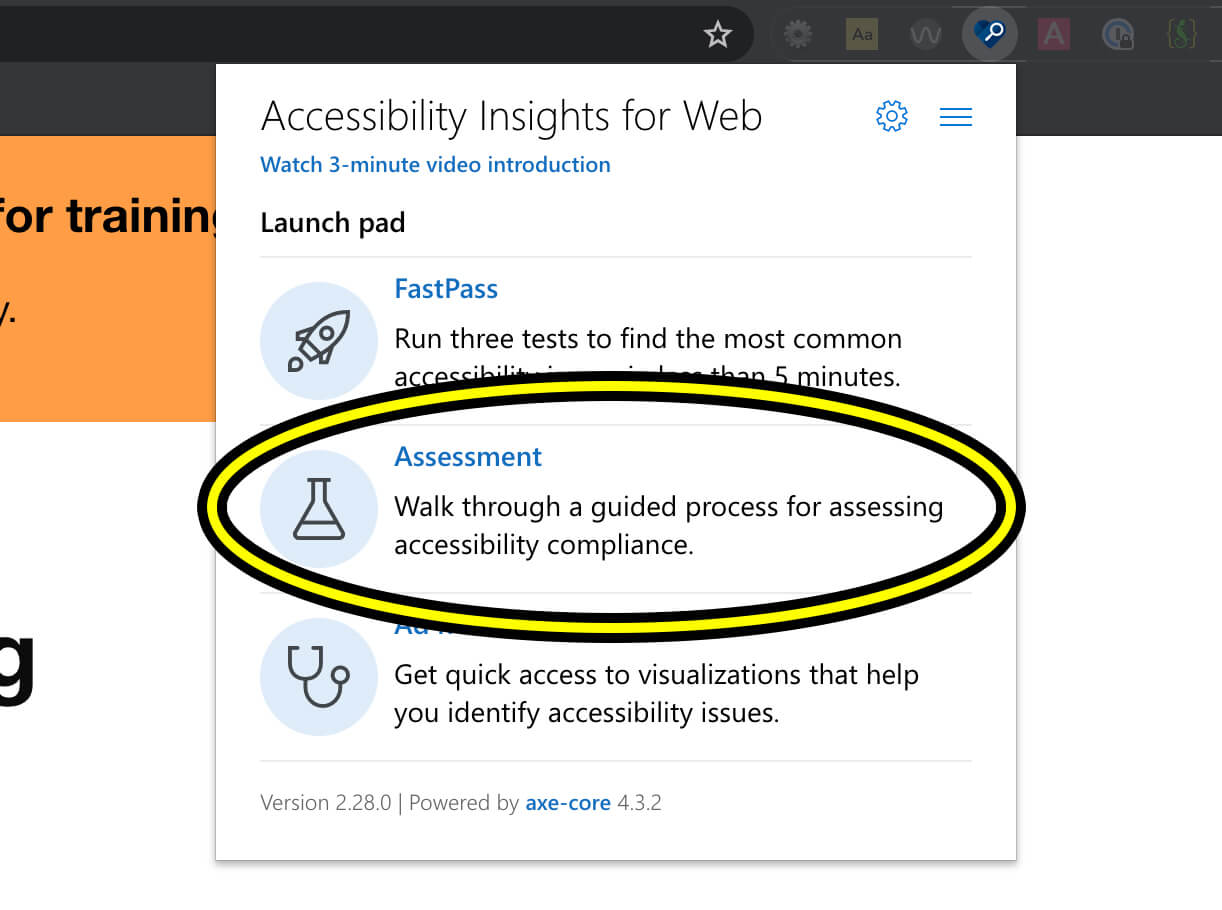 Aa
A
for training
y.
g
Accessibility Insights for Web
Watch 3-minute video introduction
Launch pad
FastPass
Run three tests to find the most common
accessibility less than 5 minutes.
Assessment
Walk through a guided process for assessing
accessibility compliance.
Get quick access to visualizations that help
you identify accessibility issues.
Version 2.28.0 | Powered by axe-core 4.3.2